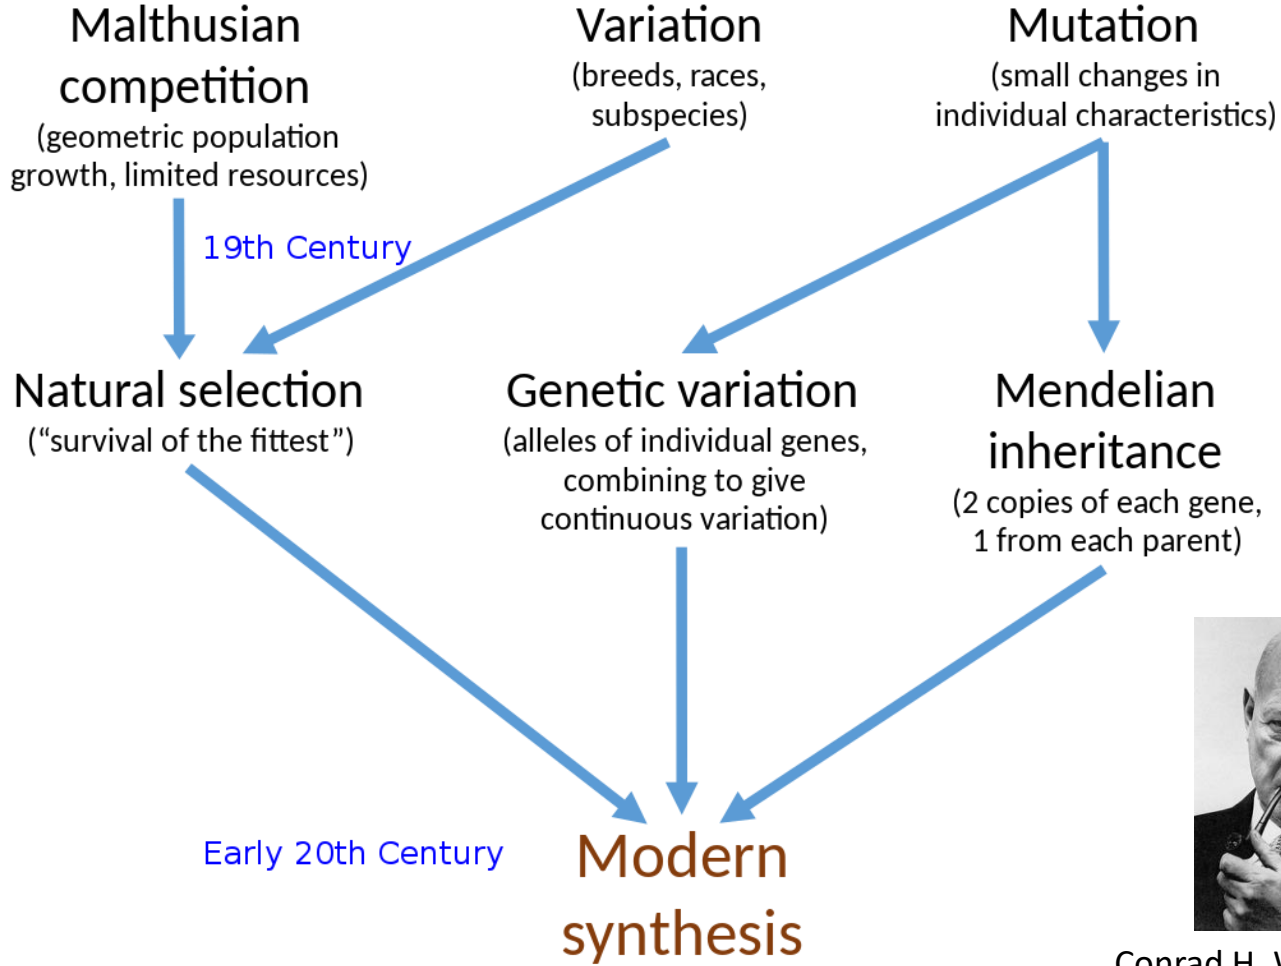 Malthusian
competition
(geometric population
growth, limited resources)
Variation
(breeds, races,
subspecies)
Mutation
(small changes in
individual characteristics)
19th Century
Natural selection
(“survival of the fittest”)
Genetic variation
(alleles of individual genes,
combining to give
continuous variation)
Mendelian
inheritance
(2 copies of each gene,
1 from each parent)
Early 20th Century
Modern
synthesis
Conrad H.